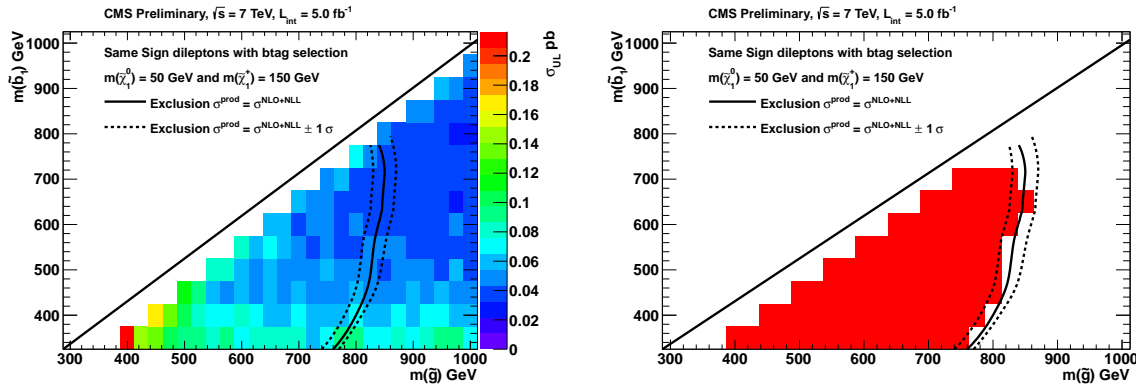 CMS Preliminary, √s = 7 TeV, L_int = 5.0 fb⁻¹
m(b̃₁) GeV
1000
900
800
700
600
500
400
Same Sign dileptons with btag selection
m(χ̃₁⁰) = 50 GeV and m(χ̃₁⁺) = 150 GeV
Exclusion σ^prod = σ^NLO+NLL
Exclusion σ^prod = σ^NLO+NLL ± 1 σ
300 400 500 600 700 800 900 1000
m(g̃) GeV
σ_UL pb
0.2
0.18
0.16
0.14
0.12
0.1
0.08
0.06
0.04
0.02
0
CMS Preliminary, √s = 7 TeV, L_int = 5.0 fb⁻¹
m(b̃₁) GeV
1000
900
800
700
600
500
400
Same Sign dileptons with btag selection
m(χ̃₁⁰) = 50 GeV and m(χ̃₁⁺) = 150 GeV
Exclusion σ^prod = σ^NLO+NLL
Exclusion σ^prod = σ^NLO+NLL ± 1 σ
300 400 500 600 700 800 900 1000
m(g̃) GeV